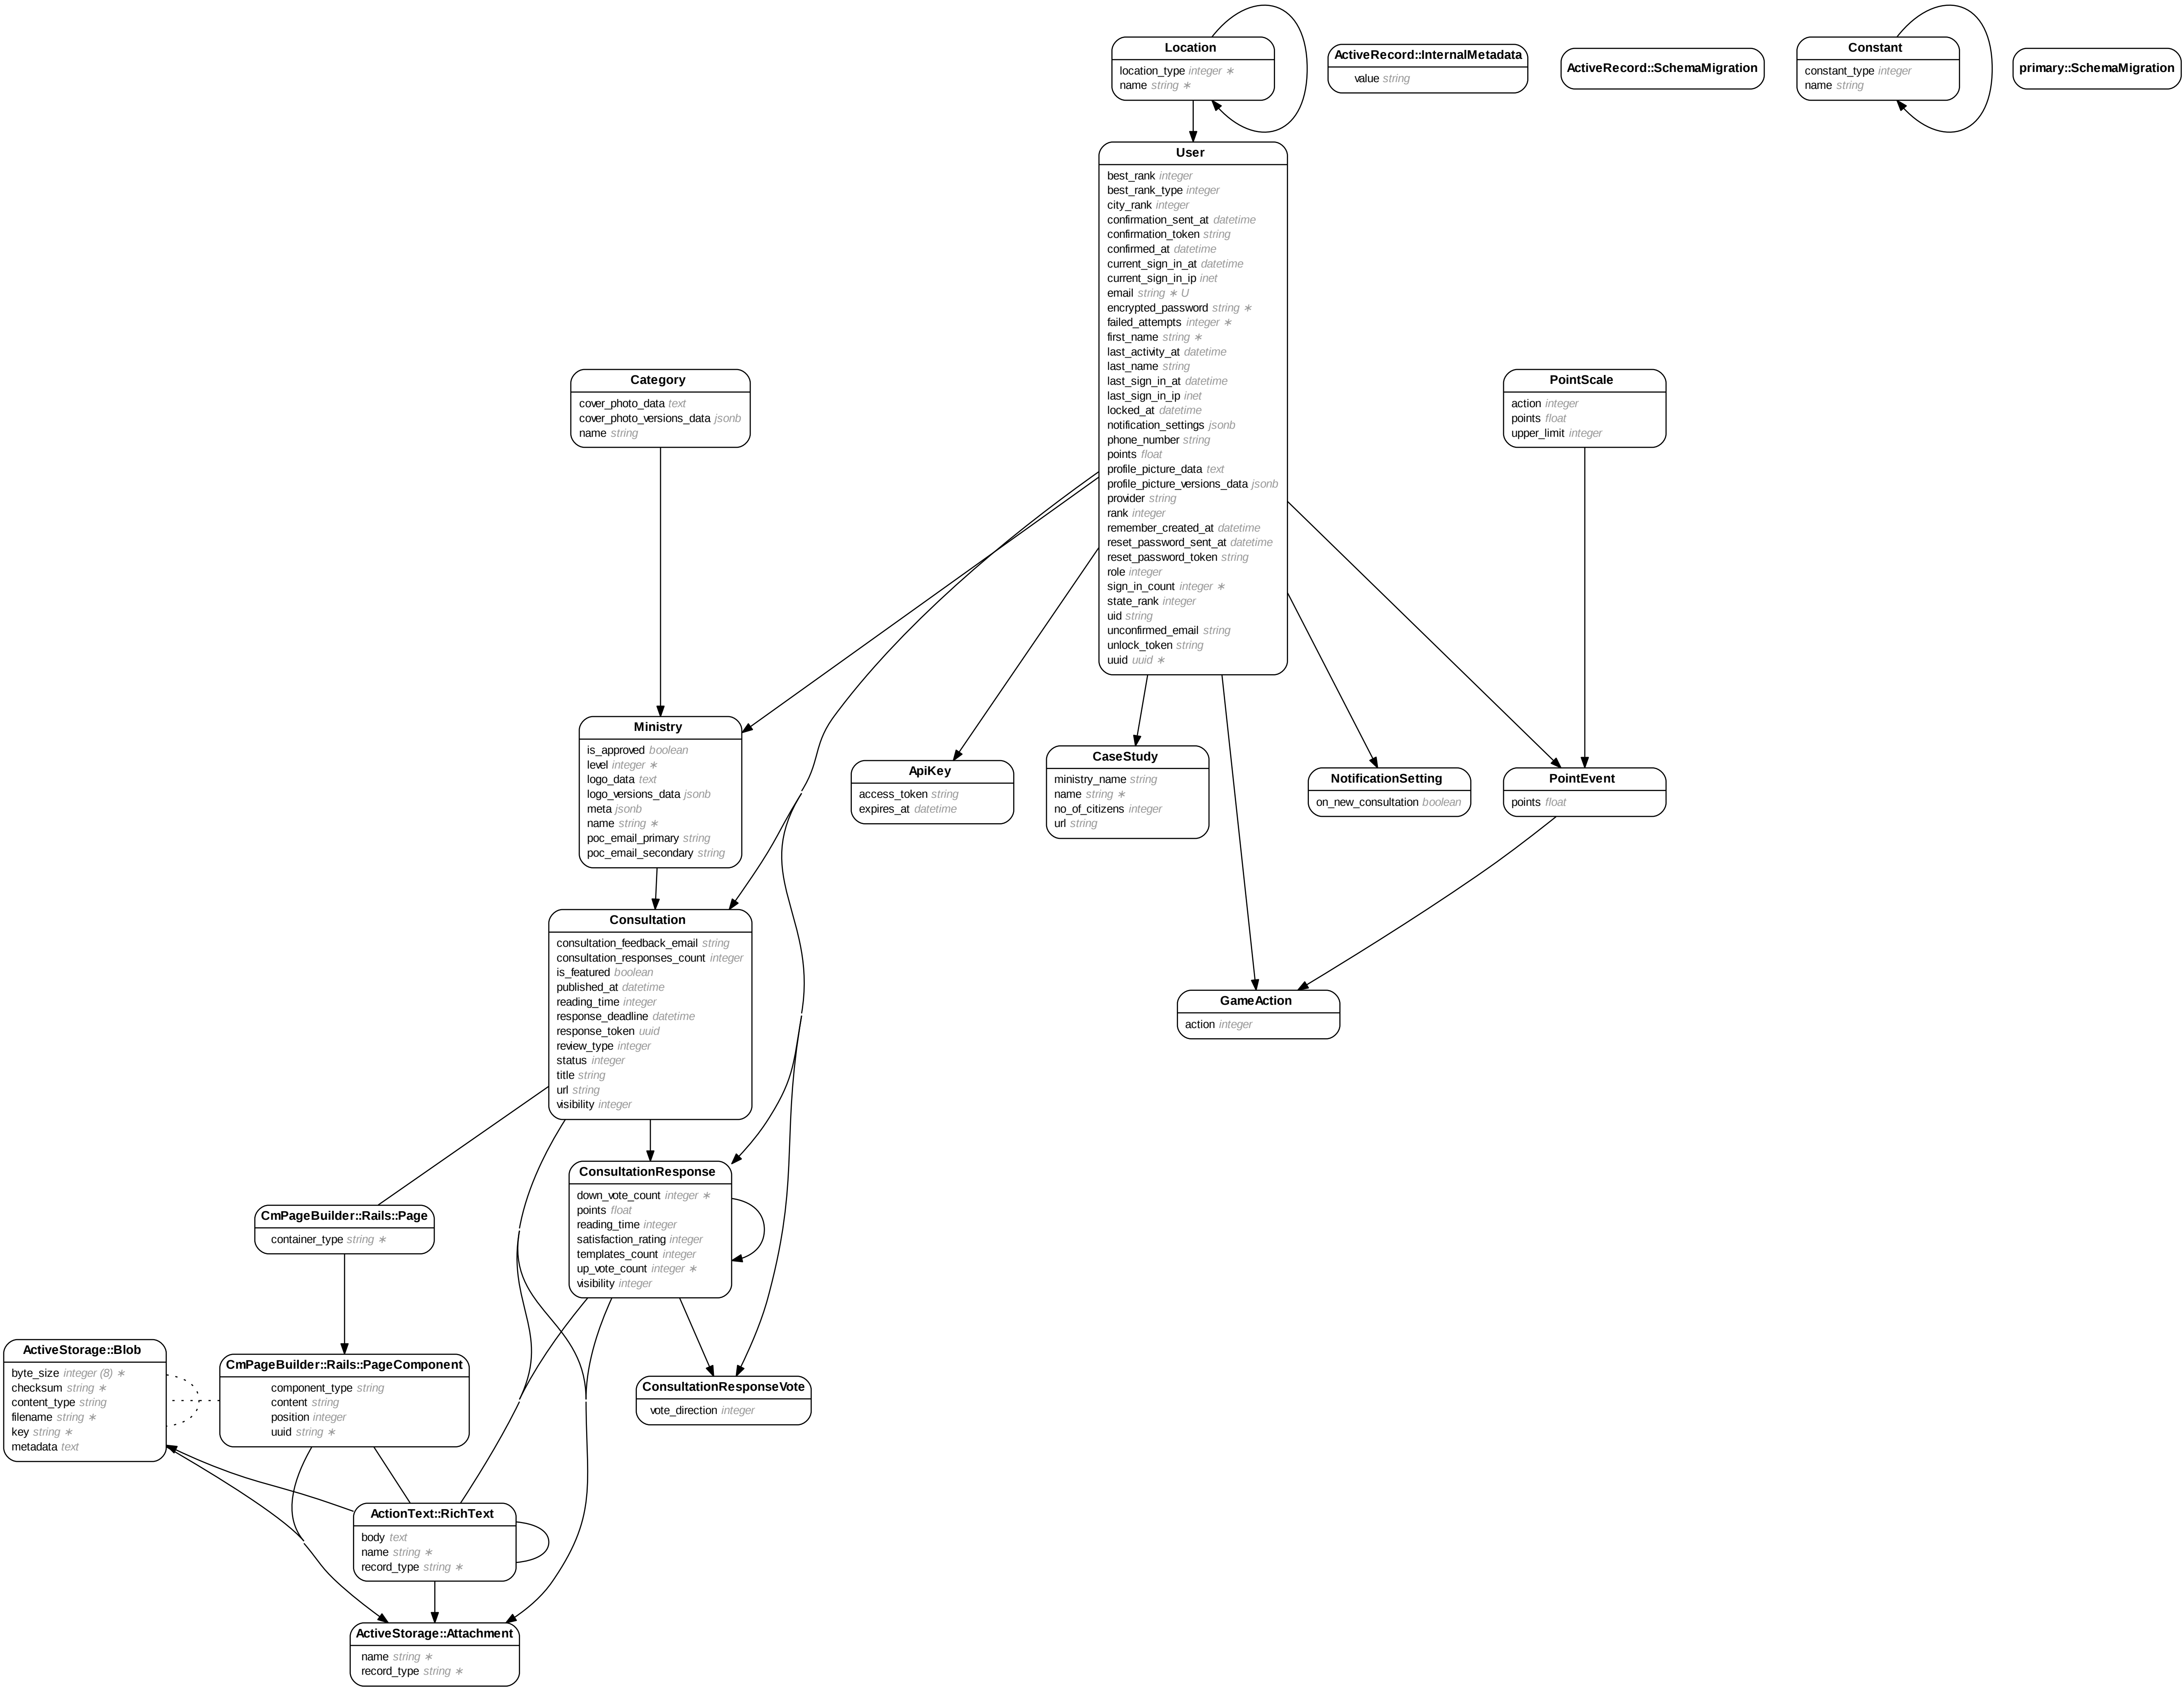 Location
location_type integer ∗
name string ∗
ActiveRecord::InternalMetadata
value string
ActiveRecord::SchemaMigration
Constant
constant_type integer
name string
primary::SchemaMigration
User
best_rank integer
best_rank_type integer
city_rank integer
confirmation_sent_at datetime
confirmation_token string
confirmed_at datetime
current_sign_in_at datetime
current_sign_in_ip inet
email string ∗ U
encrypted_password string ∗
failed_attempts integer ∗
first_name string ∗
last_activity_at datetime
last_name string
last_sign_in_at datetime
last_sign_in_ip inet
locked_at datetime
notification_settings jsonb
phone_number string
points float
profile_picture_data text
profile_picture_versions_data jsonb
provider string
rank integer
remember_created_at datetime
reset_password_sent_at datetime
reset_password_token string
role integer
sign_in_count integer ∗
state_rank integer
uid string
unconfirmed_email string
unlock_token string
uuid uuid ∗
Category
cover_photo_data text
cover_photo_versions_data jsonb
name string
PointScale
action integer
points float
upper_limit integer
Ministry
is_approved boolean
level integer ∗
logo_data text
logo_versions_data jsonb
meta jsonb
name string ∗
poc_email_primary string
poc_email_secondary string
ApiKey
access_token string
expires_at datetime
CaseStudy
ministry_name string
name string ∗
no_of_citizens integer
url string
NotificationSetting
on_new_consultation boolean
PointEvent
points float
Consultation
consultation_feedback_email string
consultation_responses_count integer
is_featured boolean
published_at datetime
reading_time integer
response_deadline datetime
response_token uuid
review_type integer
status integer
title string
url string
visibility integer
GameAction
action integer
ConsultationResponse
down_vote_count integer ∗
points float
reading_time integer
satisfaction_rating integer
templates_count integer
up_vote_count integer ∗
visibility integer
CmPageBuilder::Rails::Page
container_type string ∗
ActiveStorage::Blob
byte_size integer (8) ∗
checksum string ∗
content_type string
filename string ∗
key string ∗
metadata text
CmPageBuilder::Rails::PageComponent
component_type string
content string
position integer
uuid string ∗
ConsultationResponseVote
vote_direction integer
ActionText::RichText
body text
name string ∗
record_type string ∗
ActiveStorage::Attachment
name string ∗
record_type string ∗